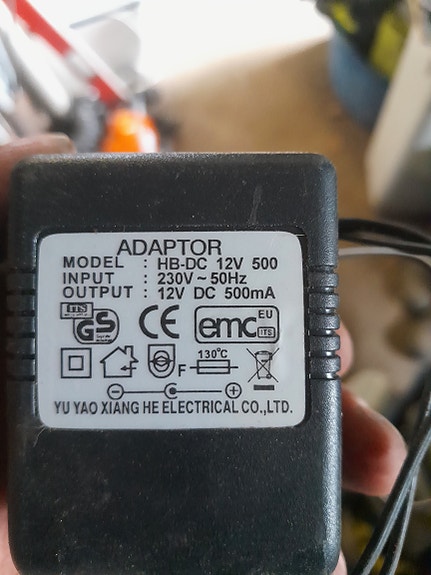 ADAPTOR
MODEL : HB-DC 12V 500
INPUT : 230V ~ 50Hz
OUTPUT : 12V DC 500mA
ITS
GS CE emc EU
ITS
F 130°C
- +
YU YAO XIANG HE ELECTRICAL CO.,LTD.